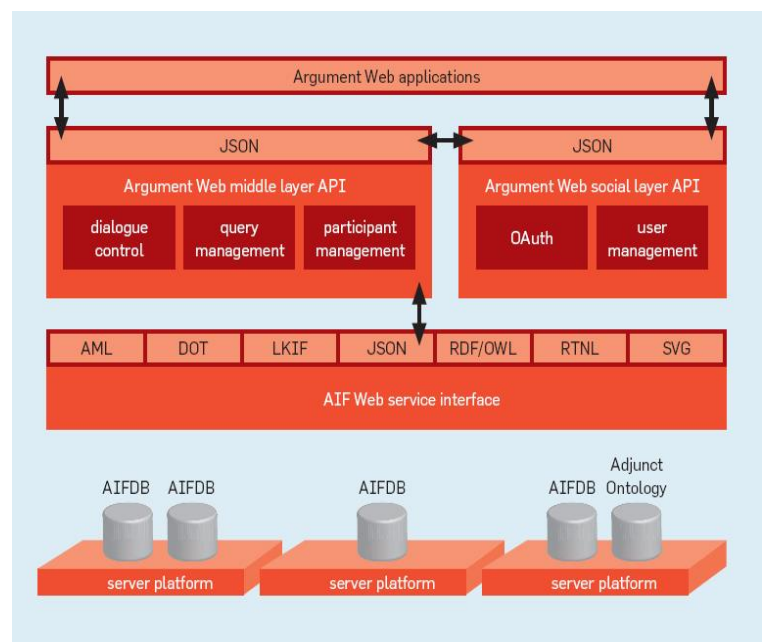 Argument Web applications
JSON
JSON
Argument Web middle layer API
Argument Web social layer API
dialogue
control
query
management
participant
management
OAuth
user
management
AML
DOT
LKIF
JSON
RDF/OWL
RTNL
SVG
AIF Web service interface
AIFDB
AIFDB
AIFDB
AIFDB
Adjunct
Ontology
server platform
server platform
server platform